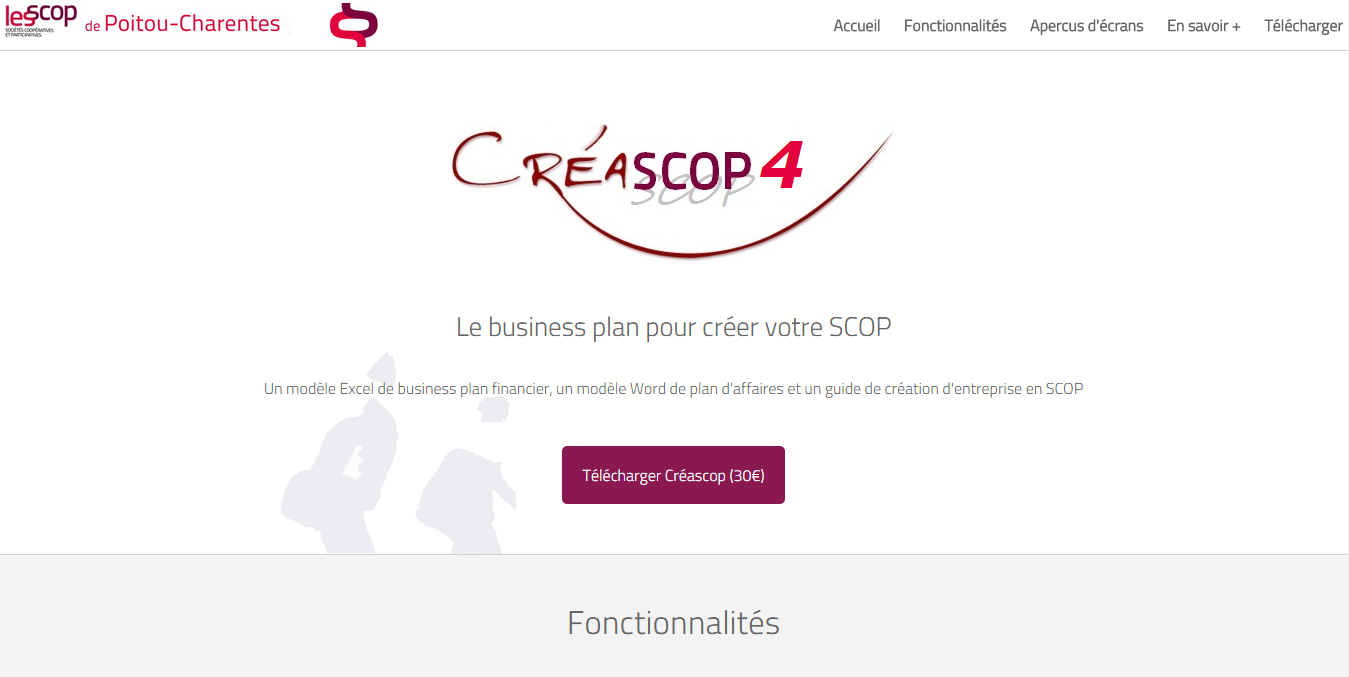 lesscop
SOCIÉTÉS COOPÉRATIVES
ET PARTICIPATIVES
de Poitou-Charentes
Accueil
Fonctionnalités
Apercus d'écrans
En savoir +
Télécharger
CRÉASCOP 4
SCOP
Le business plan pour créer votre SCOP
Un modèle Excel de business plan financier, un modèle Word de plan d'affaires et un guide de création d'entreprise en SCOP
Télécharger Créascop (30€)
Fonctionnalités